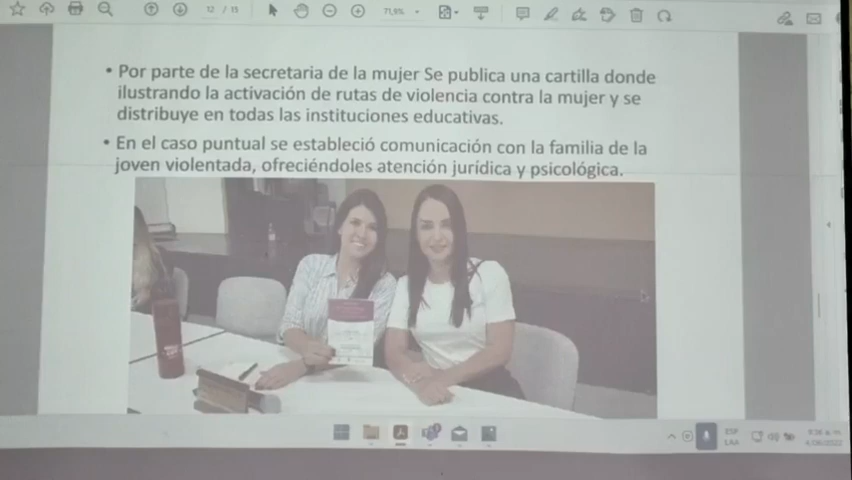 12 / 15
71,9%
• Por parte de la secretaria de la mujer Se publica una cartilla donde
ilustrando la activación de rutas de violencia contra la mujer y se
distribuye en todas las instituciones educativas.
• En el caso puntual se estableció comunicación con la familia de la
joven violentada, ofreciéndoles atención jurídica y psicológica.
ESP
LAA